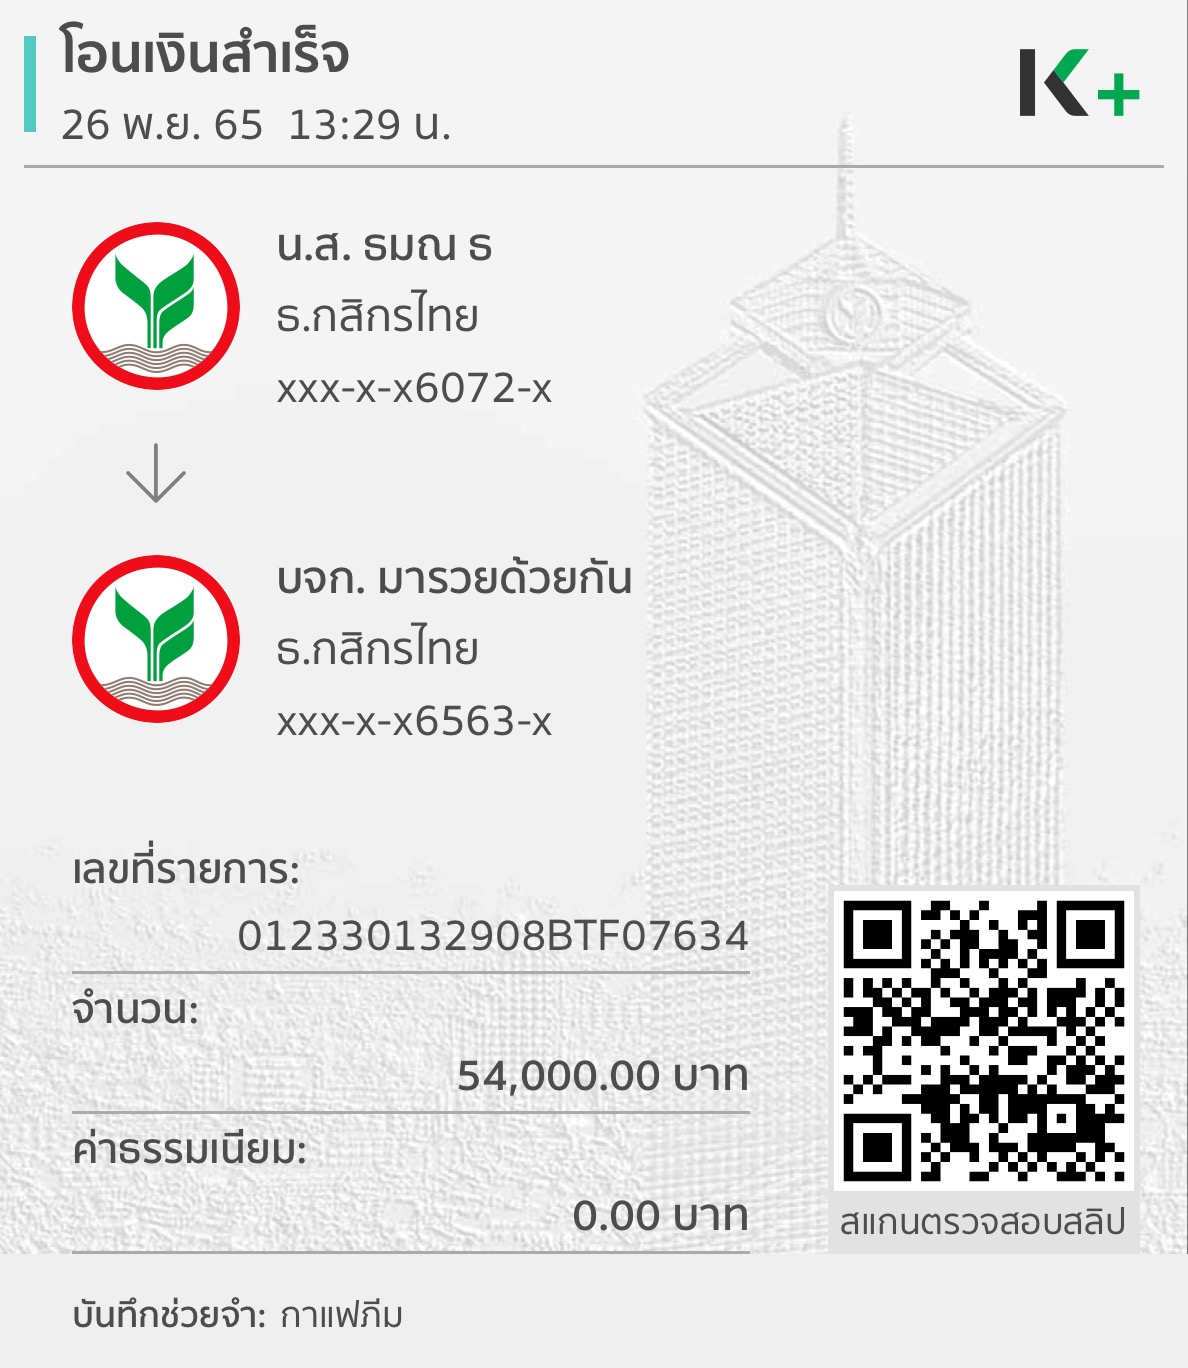 โอนเงินสำเร็จ
26 พ.ย. 65  13:29 น.
K+
น.ส. ธมณ ธ
ธ.กสิกรไทย
xxx-x-x6072-x
บจก. มารวยด้วยกัน
ธ.กสิกรไทย
xxx-x-x6563-x
เลขที่รายการ:
012330132908BTF07634
จำนวน:
54,000.00 บาท
ค่าธรรมเนียม:
0.00 บาท
สแกนตรวจสอบสลิป
บันทึกช่วยจำ: กาแฟภีม